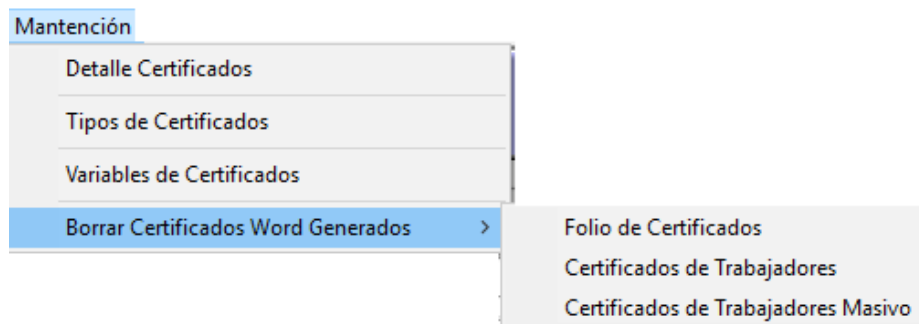 Mantención
Detalle Certificados
Tipos de Certificados
Variables de Certificados
Borrar Certificados Word Generados
Folio de Certificados
Certificados de Trabajadores
Certificados de Trabajadores Masivo